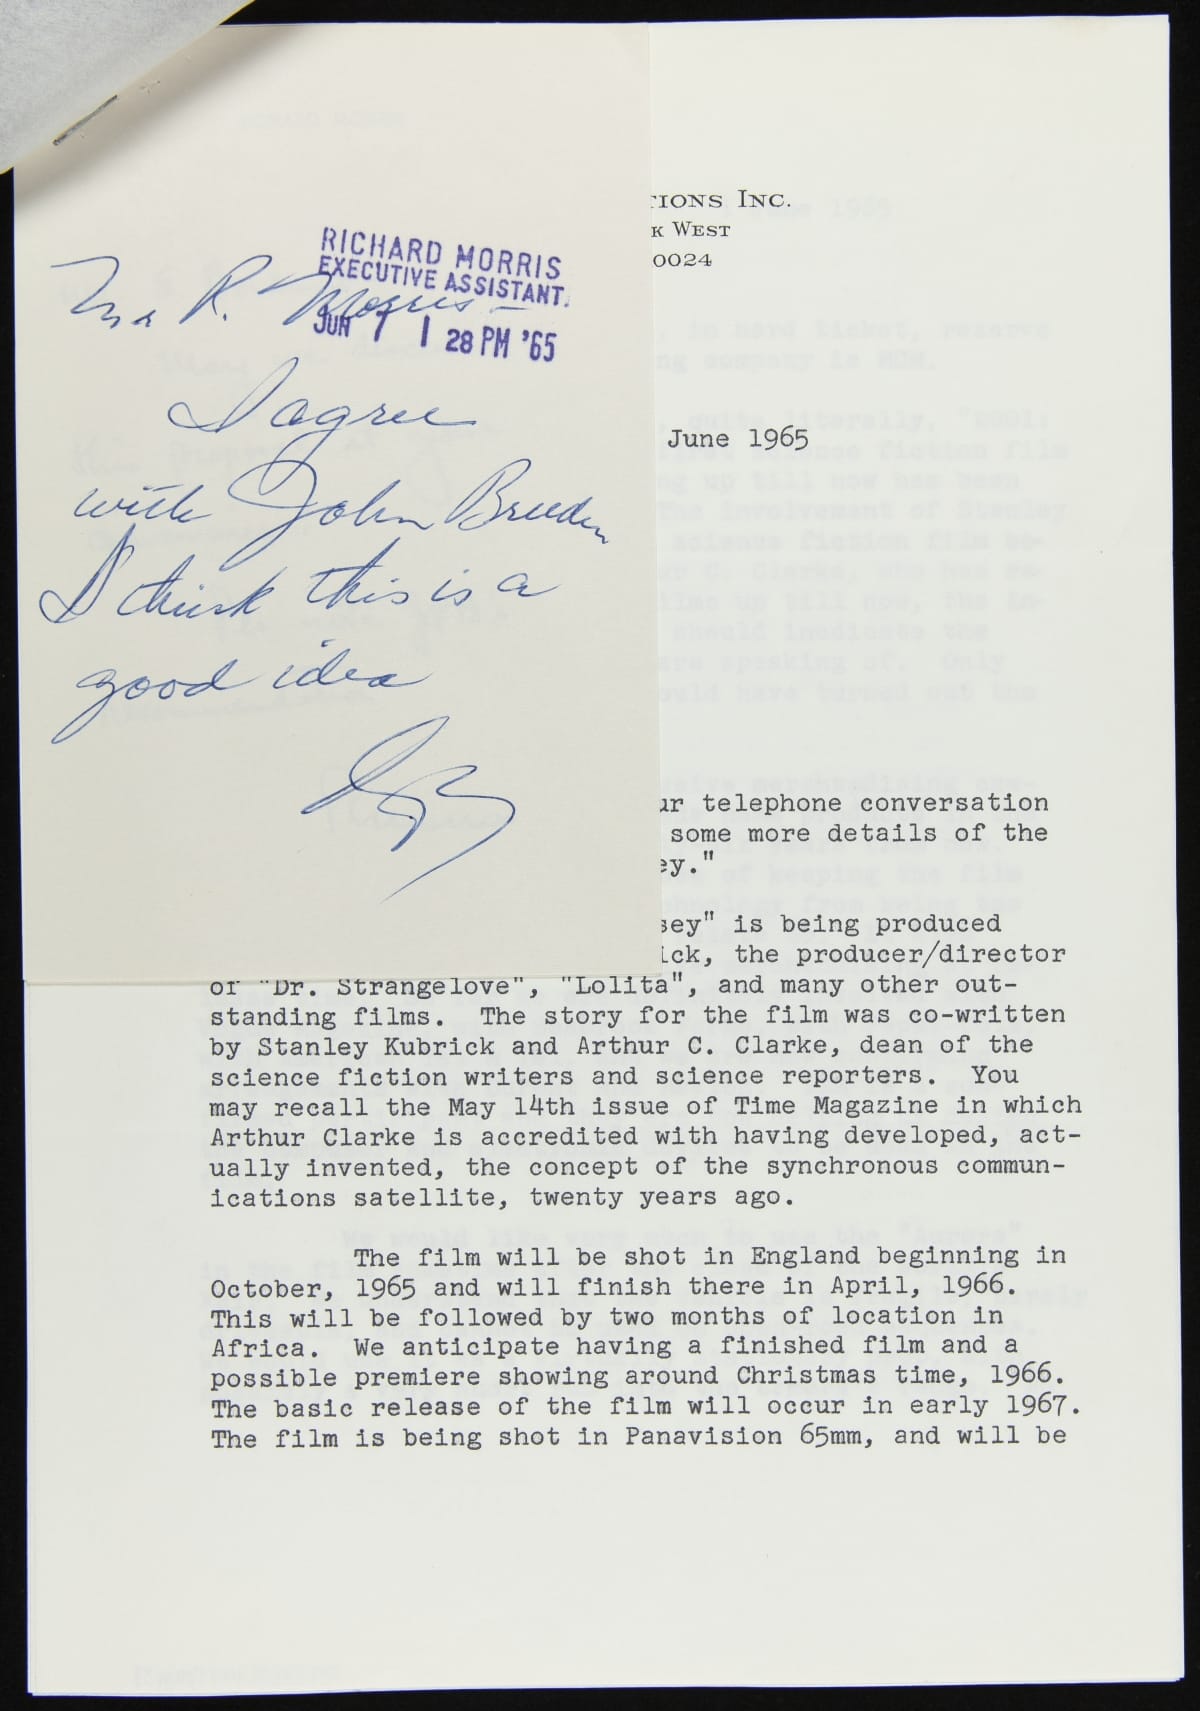 RICHARD MORRIS
EXECUTIVE ASSISTANT.
JUN 7 1 28 PM '65
Mr R. Morris -
I agree
with John Breeden
I think this is a
good idea
TIONS INC.
K WEST
0024
June 1965
ur telephone conversation
some more details of the
ey."
sey" is being produced
ick, the producer/director
of "Dr. Strangelove", "Lolita", and many other out-
standing films. The story for the film was co-written
by Stanley Kubrick and Arthur C. Clarke, dean of the
science fiction writers and science reporters. You
may recall the May 14th issue of Time Magazine in which
Arthur Clarke is accredited with having developed, act-
ually invented, the concept of the synchronous commun-
ications satellite, twenty years ago.
The film will be shot in England beginning in
October, 1965 and will finish there in April, 1966.
This will be followed by two months of location in
Africa. We anticipate having a finished film and a
possible premiere showing around Christmas time, 1966.
The basic release of the film will occur in early 1967.
The film is being shot in Panavision 65mm, and will be